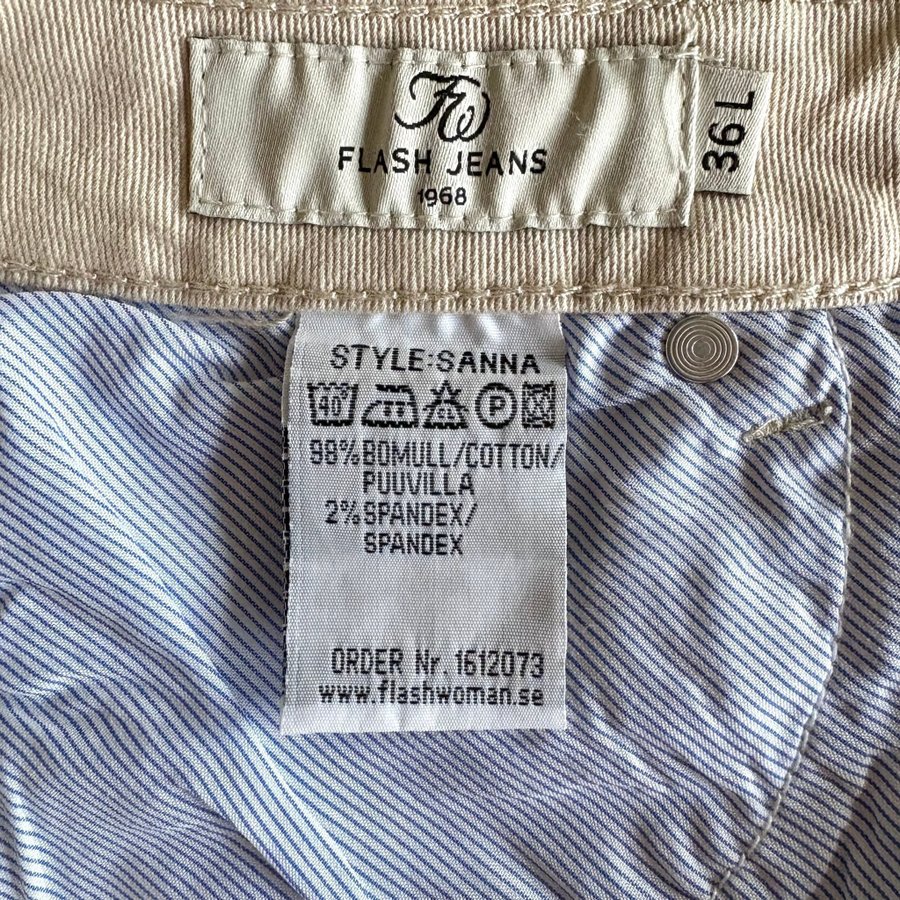 FW
FLASH JEANS
1968
36 L
STYLE:SANNA
40 P
98% BOMULL/COTTON/
PUUVILLA
2% SPANDEX/
SPANDEX
ORDER Nr. 1612073
www.flashwoman.se